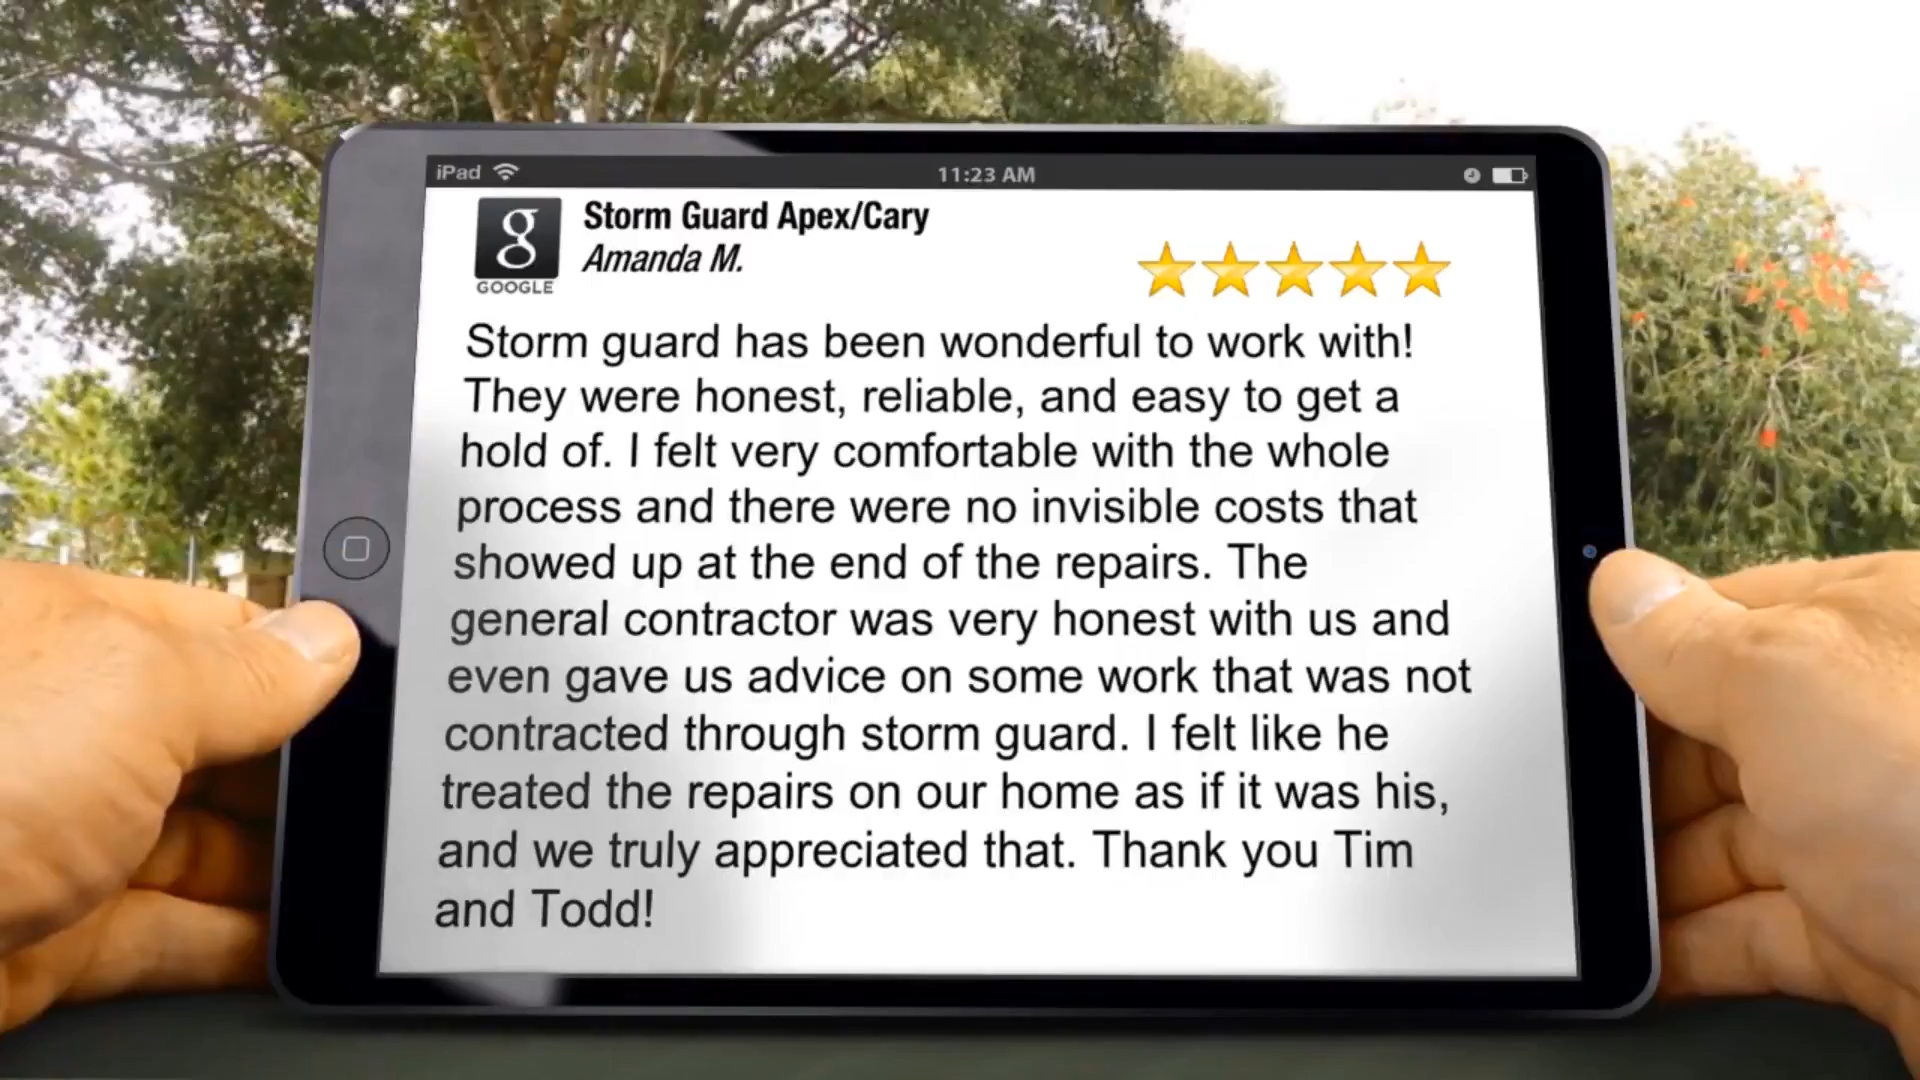 iPad
11:23 AM
g
GOOGLE
Storm Guard Apex/Cary
Amanda M.
Storm guard has been wonderful to work with!
They were honest, reliable, and easy to get a
hold of. I felt very comfortable with the whole
process and there were no invisible costs that
showed up at the end of the repairs. The
general contractor was very honest with us and
even gave us advice on some work that was not
contracted through storm guard. I felt like he
treated the repairs on our home as if it was his,
and we truly appreciated that. Thank you Tim
and Todd!